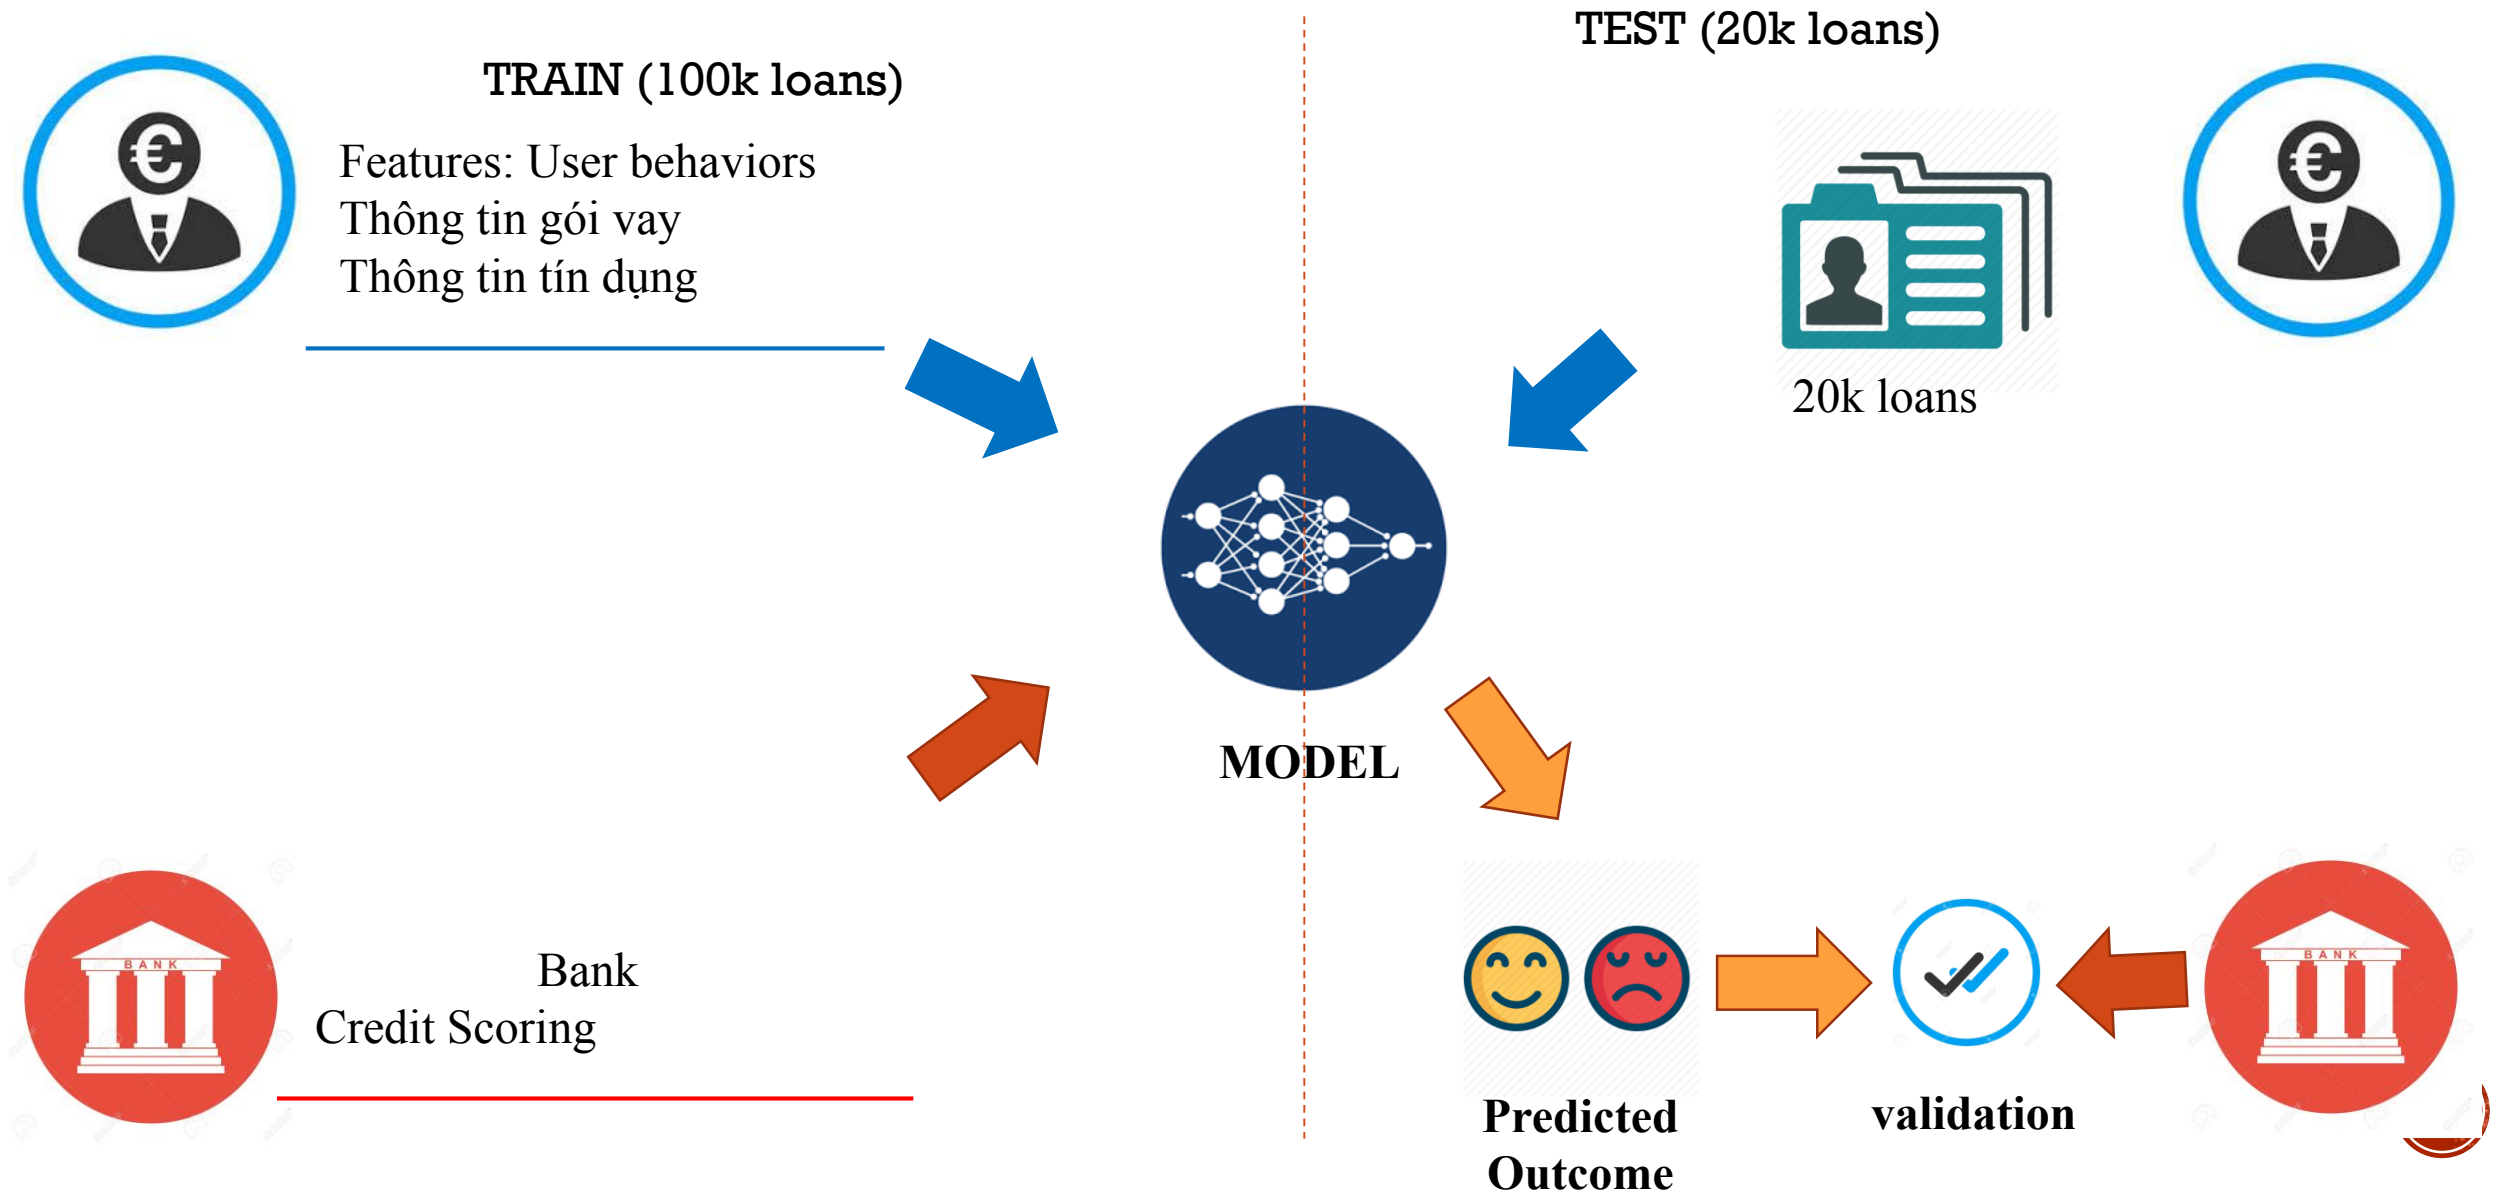 TRAIN (100k loans)
Features: User behaviors
Thông tin gói vay
Thông tin tín dụng
TEST (20k loans)
20k loans
MODEL
BANK
Bank
Credit Scoring
Predicted
Outcome
validation
BANK